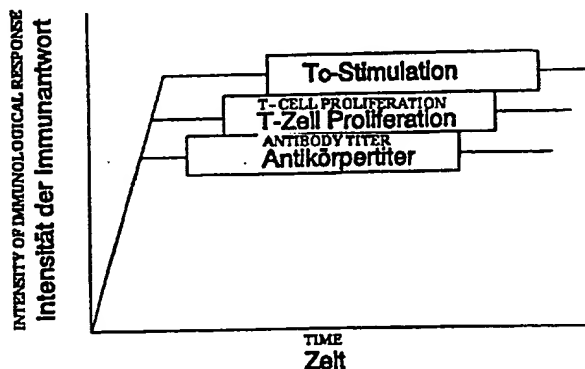 INTENSITY OF IMMUNOLOGICAL RESPONSE
Intensität der Immunantwort
To-Stimulation
T-CELL PROLIFERATION
T-Zell Proliferation
ANTIBODY TITER
Antikörpertiter
TIME
Zeit